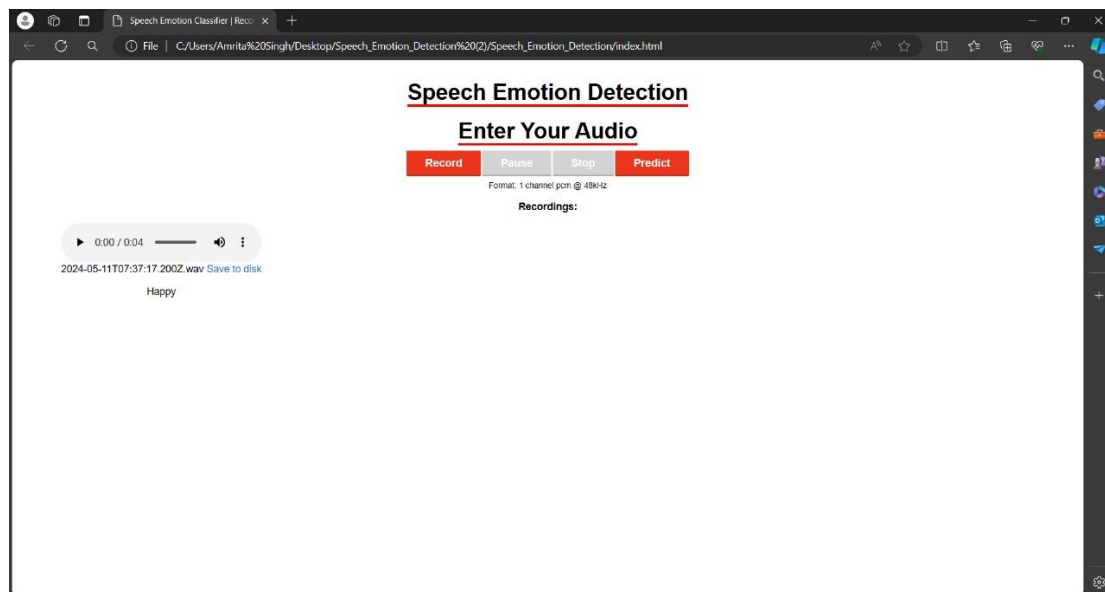 Speech Emotion Classifier | Reco
File | C:/Users/Amrita%20Singh/Desktop/Speech_Emotion_Detection%20(2)/Speech_Emotion_Detection/index.html
Speech Emotion Detection
Enter Your Audio
Record Pause Stop Predict
Format: 1 channel pcm @ 48kHz
Recordings:
0:00 / 0:04
2024-05-11T07:37:17.200Z.wav Save to disk
Happy